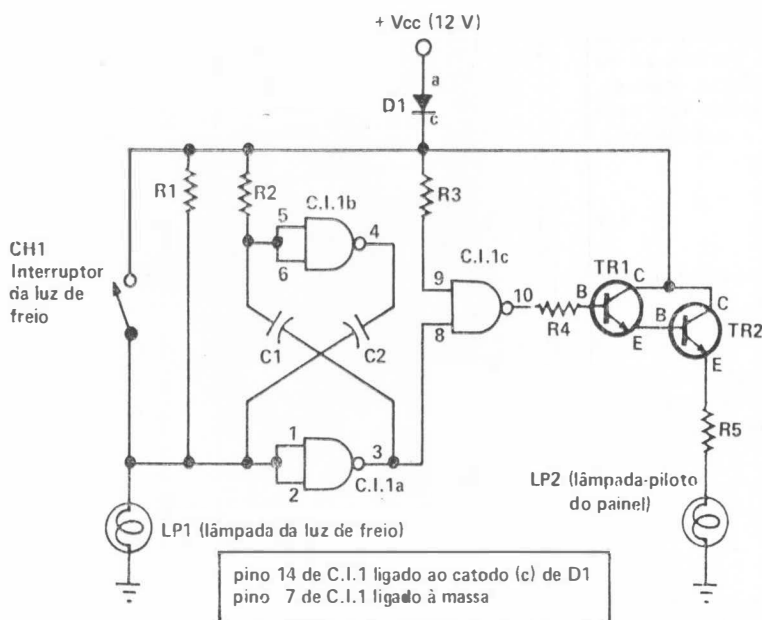 + Vcc (12 V)
a
D1
c
R1
R2
C.I.1b
5
4
6
R3
CH1
Interruptor
da luz de
freio
C.I.1c
9
10
8
R4
TR1
B
C
E
B
C
TR2
E
C1
C2
R5
1
3
2
C.I.1a
LP2 (lâmpada-piloto
do painel)
LP1 (lâmpada da luz de freio)
pino 14 de C.I.1 ligado ao catodo (c) de D1
pino 7 de C.I.1 ligado à massa